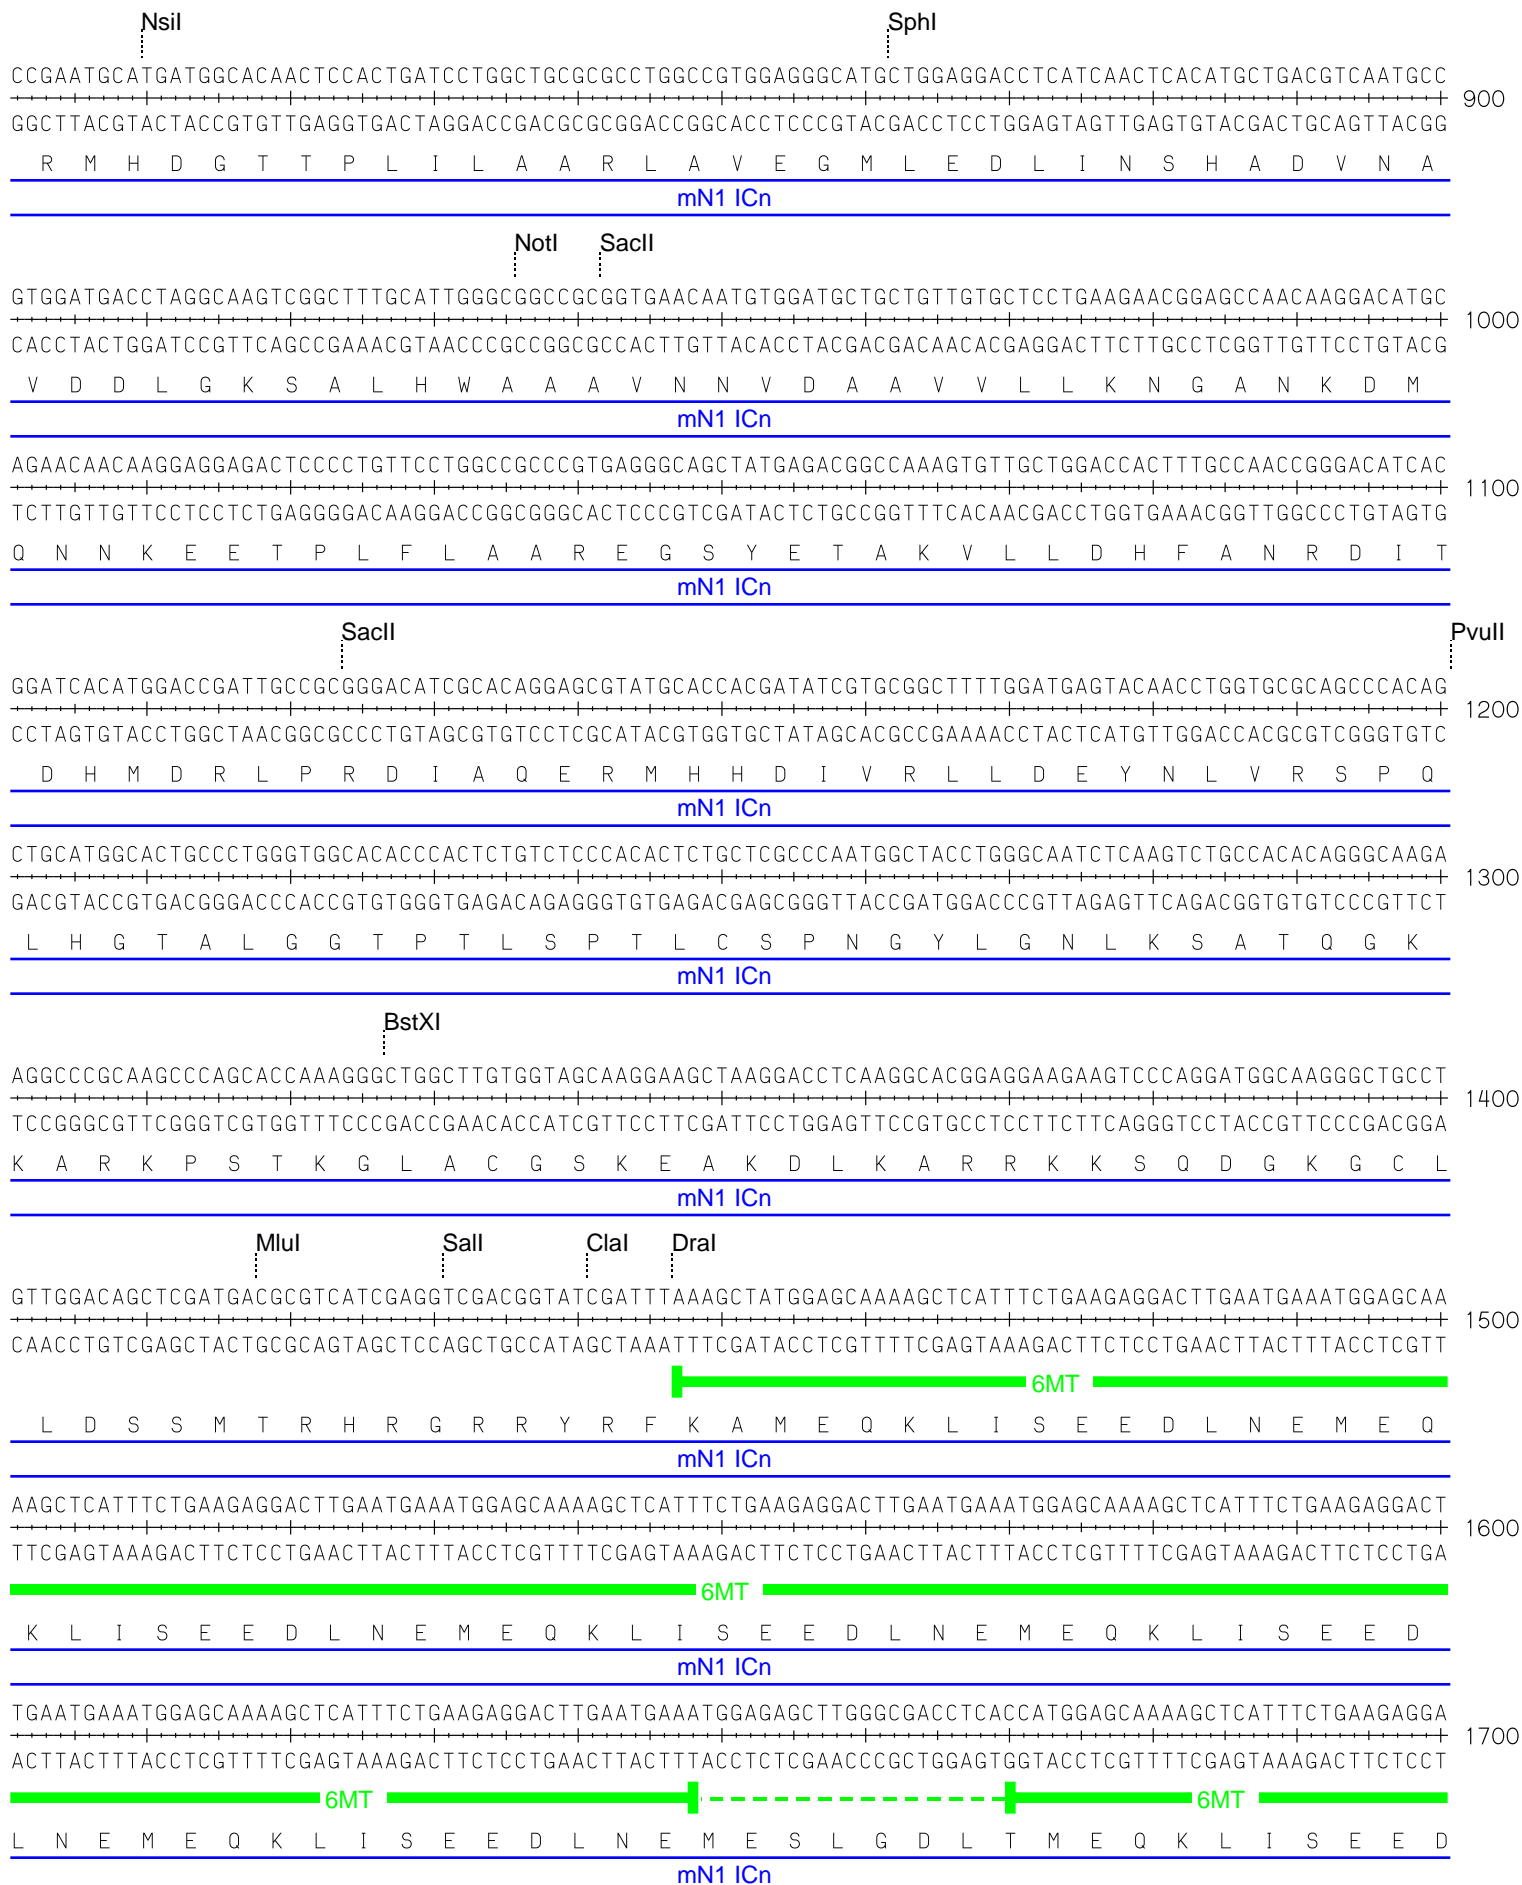 NsiI SphI
CCGAATGCATGATGGCACAACTCCACTGATCCTGGCTGCGCGCCTGGCCGTGGAGGGCATGCTGGAGGACCTCATCAACTCACATGCTGACGTCAATGCC
900
GGCTTACGTACTACCGTGTTGAGGTGACTAGGACCGACGCGCGGACCGGCACCTCCCGTACGACCTCCTGGAGTAGTTGAGTGTACGACTGCAGTTACGG
R M H D G T T P L I L A A R L A V E G M L E D L I N S H A D V N A
mN1 ICn
NotI SacII
GTGGATGACCTAGGCAAGTCGGCTTTGCATTGGGCGGCCGCGGTGAACAATGTGGATGCTGCTGTTGTGCTCCTGAAGAACGGAGCCAACAAGGACATGC
1000
CACCTACTGGATCCGTTCAGCCGAAACGTAACCCGCCGGCGCCACTTGTTACACCTACGACGACAACACGAGGACTTCTTGCCTCGGTTGTTCCTGTACG
V D D L G K S A L H W A A A V N N V D A A V V L L K N G A N K D M
mN1 ICn
AGAACAACAAGGAGGAGACTCCCCTGTTCCTGGCCGCCCGTGAGGGCAGCTATGAGACGGCCAAAGTGTTGCTGGACCACTTTGCCAACCGGGACATCAC
1100
TCTTGTTGTTCCTCCTCTGAGGGGACAAGGACCGGCGGGCACTCCCGTCGATACTCTGCCGGTTTCACAACGACCTGGTGAAACGGTTGGCCCTGTAGTG
Q N N K E E T P L F L A A R E G S Y E T A K V L L D H F A N R D I T
mN1 ICn
SacII PvuII
GGATCACATGGACCGATTGCCGCGGGACATCGCACAGGAGCGTATGCACCACGATATCGTGCGGCTTTTGGATGAGTACAACCTGGTGCGCAGCCCACAG
1200
CCTAGTGTACCTGGCTAACGGCGCCCTGTAGCGTGTCCTCGCATACGTGGTGCTATAGCACGCCGAAAACCTACTCATGTTGGACCACGCGTCGGGTGTC
D H M D R L P R D I A Q E R M H H D I V R L L D E Y N L V R S P Q
mN1 ICn
CTGCATGGCACTGCCCTGGGTGGCACACCCACTCTGTCTCCCACACTCTGCTCGCCCAATGGCTACCTGGGCAATCTCAAGTCTGCCACACAGGGCAAGA
1300
GACGTACCGTGACGGGACCCACCGTGTGGGTGAGACAGAGGGTGTGAGACGAGCGGGTTACCGATGGACCCGTTAGAGTTCAGACGGTGTGTCCCGTTCT
L H G T A L G G T P T L S P T L C S P N G Y L G N L K S A T Q G K
mN1 ICn
BstXI
AGGCCCGCAAGCCCAGCACCAAAGGGCTGGCTTGTGGTAGCAAGGAAGCTAAGGACCTCAAGGCACGGAGGAAGAAGTCCCAGGATGGCAAGGGCTGCCT
1400
TCCGGGCGTTCGGGTCGTGGTTTCCCGACCGAACACCATCGTTCCTTCGATTCCTGGAGTTCCGTGCCTCCTTCTTCAGGGTCCTACCGTTCCCGACGGA
K A R K P S T K G L A C G S K E A K D L K A R R K K S Q D G K G C L
mN1 ICn
MluI SalI ClaI DraI
GTTGGACAGCTCGATGACGCGTCATCGAGGTCGACGGTATCGATTTAAAGCTATGGAGCAAAAGCTCATTTCTGAAGAGGACTTGAATGAAATGGAGCAA
1500
CAACCTGTCGAGCTACTGCGCAGTAGCTCCAGCTGCCATAGCTAAATTTCGATACCTCGTTTTCGAGTAAAGACTTCTCCTGAACTTACTTTACCTCGTT
6MT
L D S S M T R H R G R R Y R F K A M E Q K L I S E E D L N E M E Q
mN1 ICn
AAGCTCATTTCTGAAGAGGACTTGAATGAAATGGAGCAAAAGCTCATTTCTGAAGAGGACTTGAATGAAATGGAGCAAAAGCTCATTTCTGAAGAGGACT
1600
TTCGAGTAAAGACTTCTCCTGAACTTACTTTACCTCGTTTTCGAGTAAAGACTTCTCCTGAACTTACTTTACCTCGTTTTCGAGTAAAGACTTCTCCTGA
6MT
K L I S E E D L N E M E Q K L I S E E D L N E M E Q K L I S E E D
mN1 ICn
TGAATGAAATGGAGCAAAAGCTCATTTCTGAAGAGGACTTGAATGAAATGGAGAGCTTGGGCGACCTCACCATGGAGCAAAAGCTCATTTCTGAAGAGGA
1700
ACTTACTTTACCTCGTTTTCGAGTAAAGACTTCTCCTGAACTTACTTTACCTCTCGAACCCGCTGGAGTGGTACCTCGTTTTCGAGTAAAGACTTCTCCT
6MT 6MT
L N E M E Q K L I S E E D L N E M E S L G D L T M E Q K L I S E E D
mN1 ICn